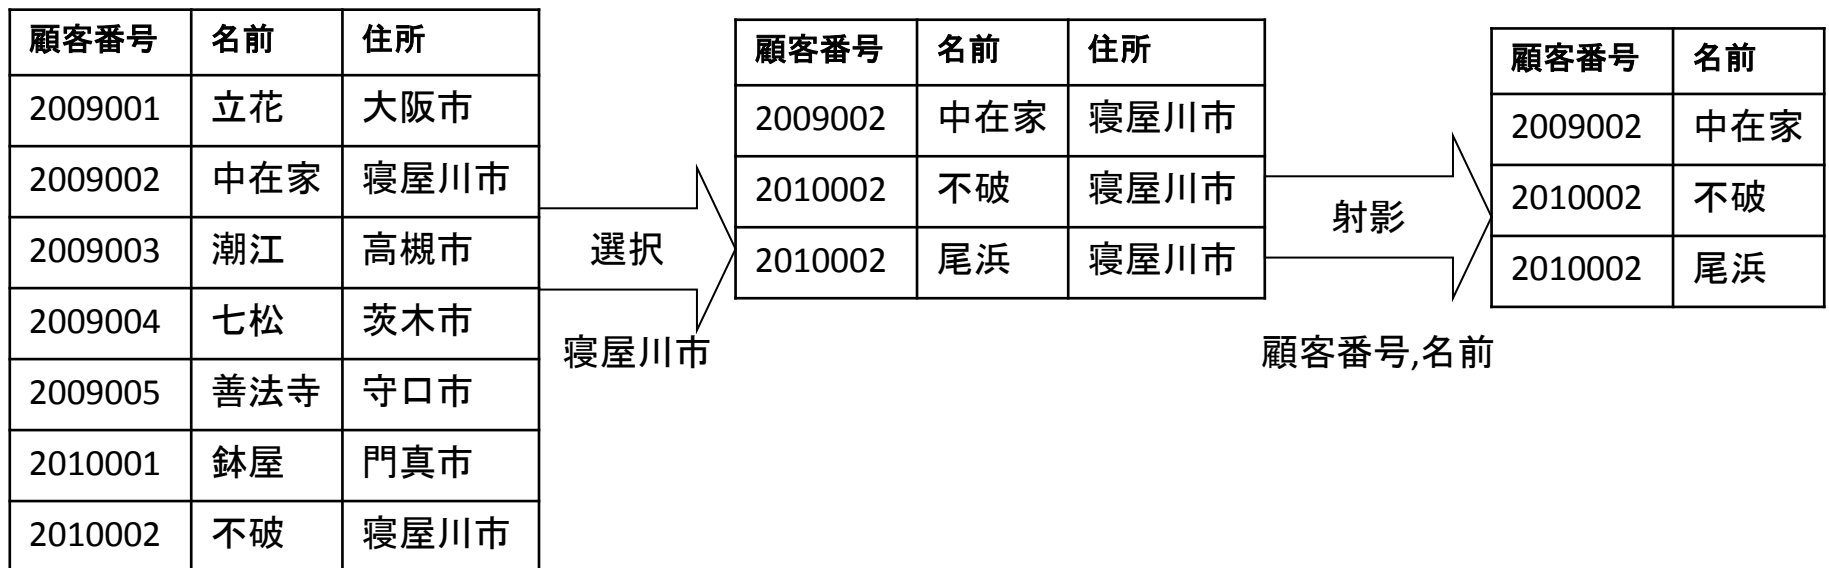 顧客番号 名前 住所
2009001 立花 大阪市
2009002 中在家 寝屋川市
2009003 潮江 高槻市
2009004 七松 茨木市
2009005 善法寺 守口市
2010001 鉢屋 門真市
2010002 不破 寝屋川市
選択
寝屋川市
顧客番号 名前 住所
2009002 中在家 寝屋川市
2010002 不破 寝屋川市
2010002 尾浜 寝屋川市
射影
顧客番号,名前
顧客番号 名前
2009002 中在家
2010002 不破
2010002 尾浜